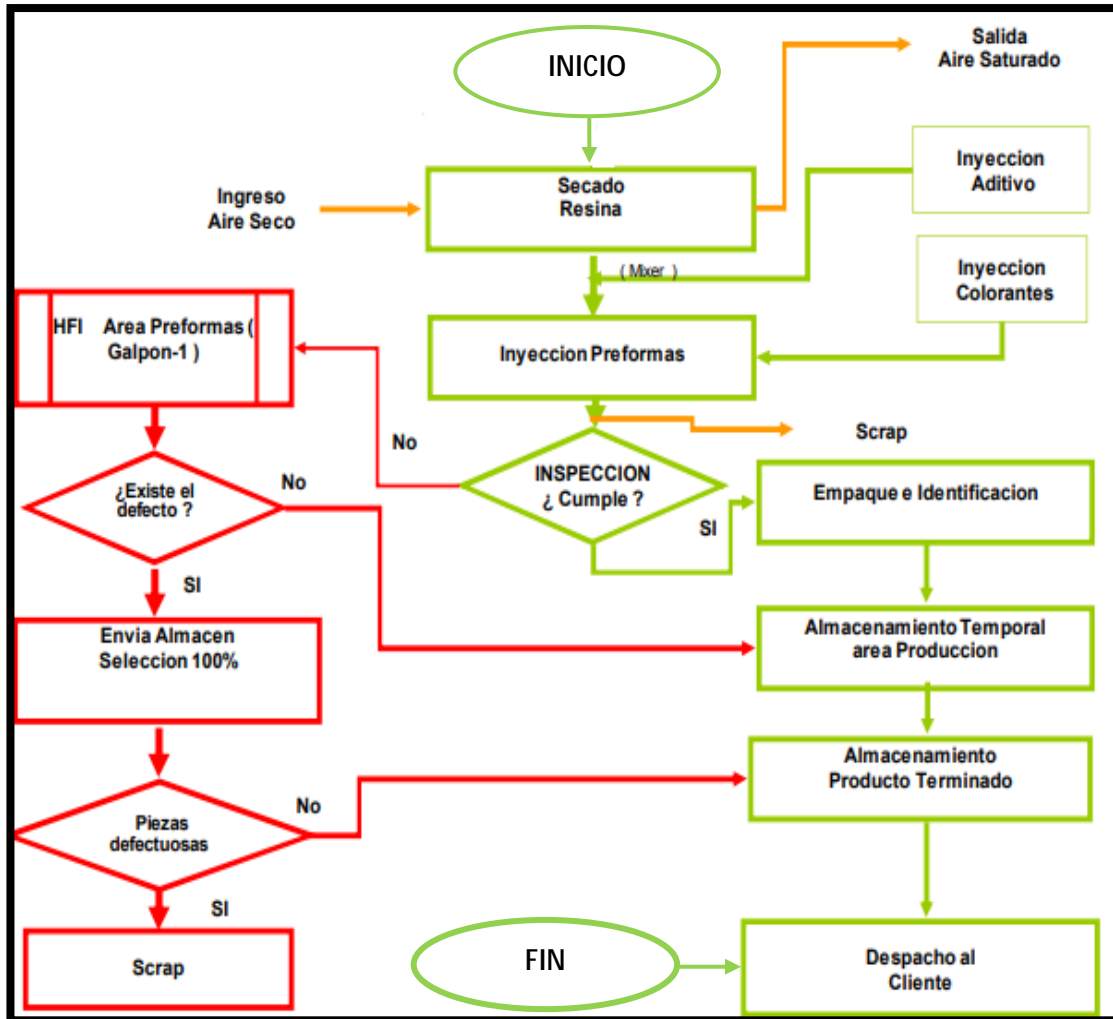 INICIO
Salida
Aire Saturado
Inyeccion
Aditivo
Secado
Resina
Ingreso
Aire Seco
( Mixer )
Inyeccion
Colorantes
HFI Area Preformas (
Galpon-1 )
Inyeccion Preformas
Scrap
No
INSPECCION
¿ Cumple ?
SI
Empaque e Identificacion
¿Existe el
defecto ?
No
SI
Envia Almacen
Seleccion 100%
Almacenamiento Temporal
area Produccion
Almacenamiento
Producto Terminado
Piezas
defectuosas
No
SI
Scrap
FIN
Despacho al
Cliente